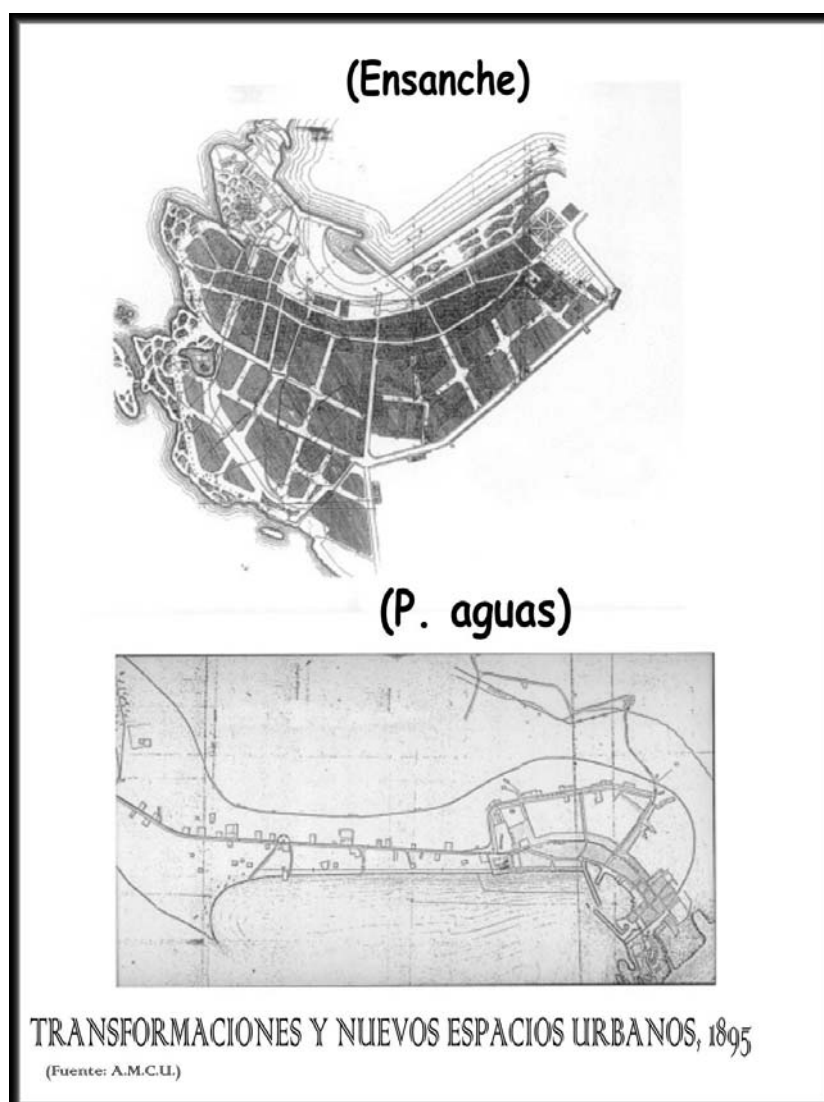 (Ensanche)
(P. aguas)
TRANSFORMACIONES Y NUEVOS ESPACIOS URBANOS, 1895
(Fuente: A.M.C.U.)